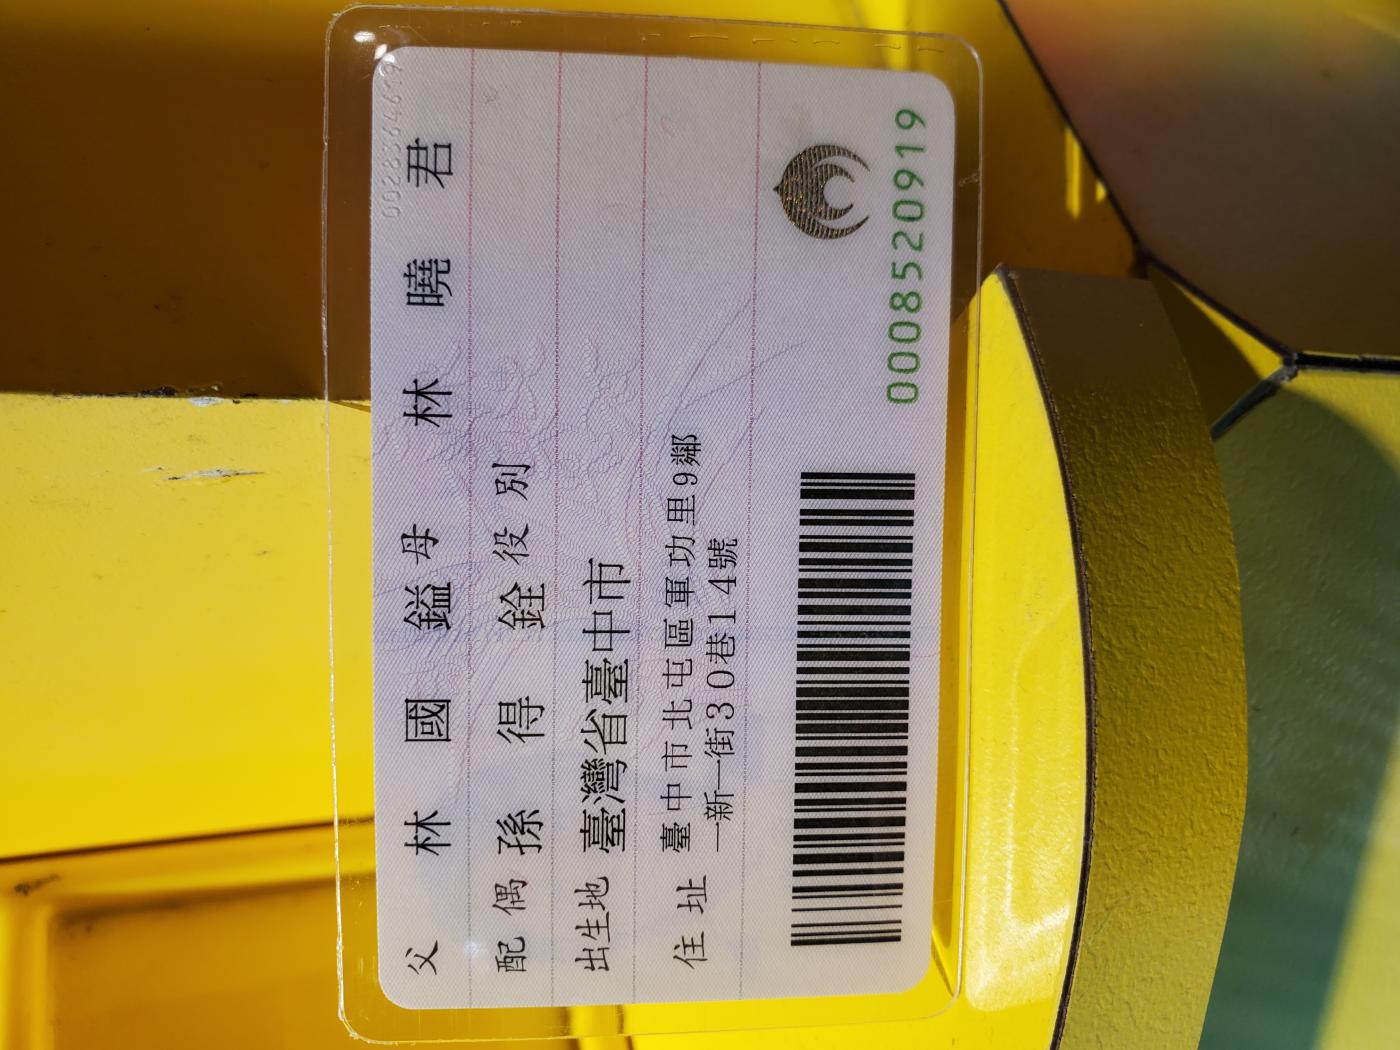 父 林國鎰 母 林曉君
配偶 孫得銓 役別
出生地 臺灣省臺中市
住址 臺中市北屯區軍功里9鄰
一新一街30巷14號
0008520919